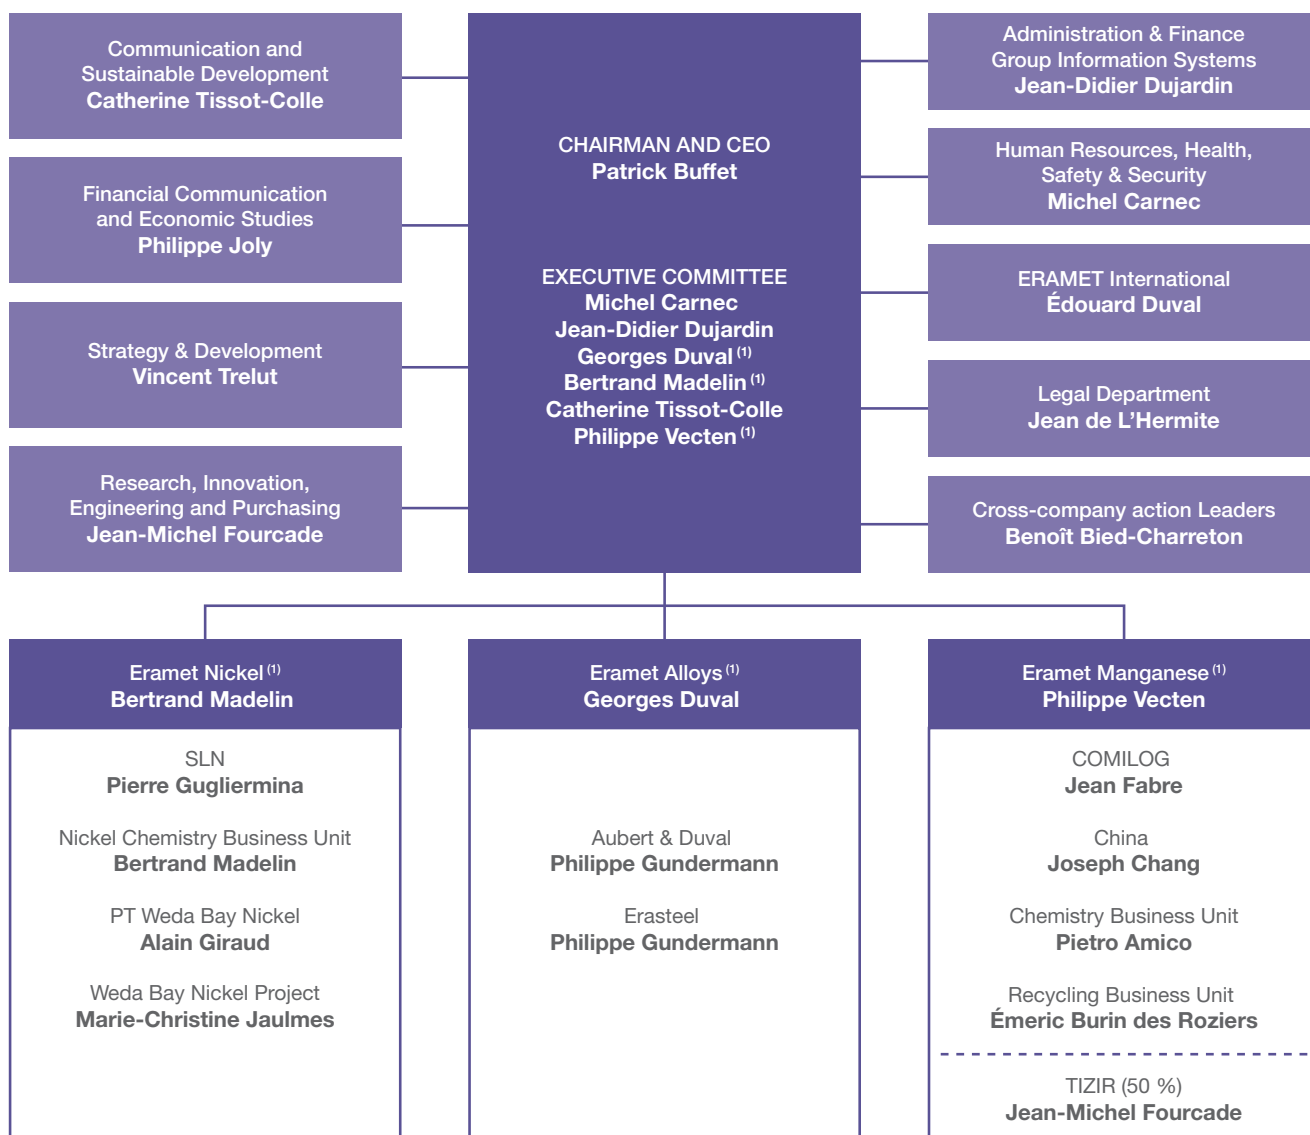 Communication and
Sustainable Development
Catherine Tissot-Colle
Financial Communication
and Economic Studies
Philippe Joly
Strategy & Development
Vincent Trelut
Research, Innovation,
Engineering and Purchasing
Jean-Michel Fourcade
CHAIRMAN AND CEO
Patrick Buffet
EXECUTIVE COMMITTEE
Michel Carnec
Jean-Didier Dujardin
Georges Duval (1)
Bertrand Madelin (1)
Catherine Tissot-Colle
Philippe Vecten (1)
Administration & Finance
Group Information Systems
Jean-Didier Dujardin
Human Resources, Health,
Safety & Security
Michel Carnec
ERAMET International
Édouard Duval
Legal Department
Jean de L'Hermite
Cross-company action Leaders
Benoît Bied-Charreton
Eramet Nickel (1)
Bertrand Madelin
SLN
Pierre Gugliermina
Nickel Chemistry Business Unit
Bertrand Madelin
PT Weda Bay Nickel
Alain Giraud
Weda Bay Nickel Project
Marie-Christine Jaulmes
Eramet Alloys (1)
Georges Duval
Aubert & Duval
Philippe Gundermann
Erasteel
Philippe Gundermann
Eramet Manganese (1)
Philippe Vecten
COMILOG
Jean Fabre
China
Joseph Chang
Chemistry Business Unit
Pietro Amico
Recycling Business Unit
Émeric Burin des Roziers
TIZIR (50 %)
Jean-Michel Fourcade